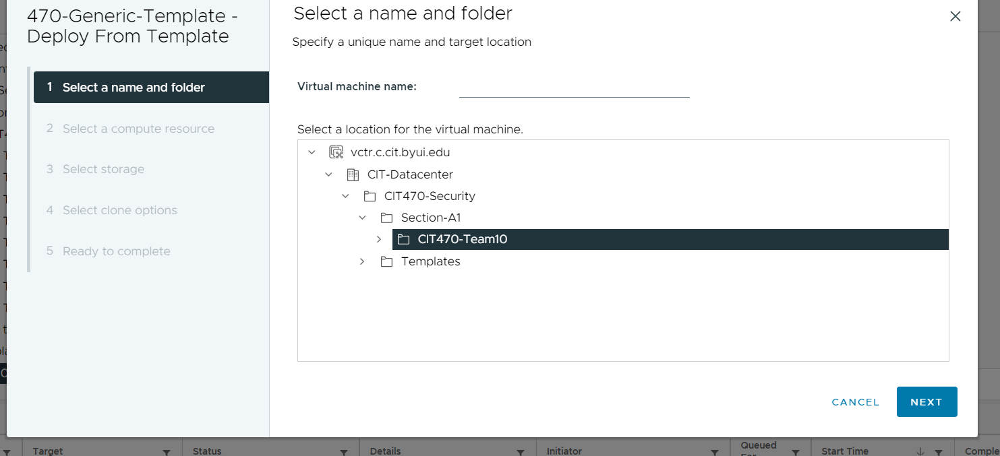 470-Generic-Template -
Deploy From Template
1 Select a name and folder
2 Select a compute resource
3 Select storage
4 Select clone options
5 Ready to complete
Select a name and folder
Specify a unique name and target location
Virtual machine name:
Select a location for the virtual machine.
vctr.c.cit.byui.edu
CIT-Datacenter
CIT470-Security
Section-A1
CIT470-Team10
Templates
CANCEL NEXT
Target Status Details Initiator Queued Start Time